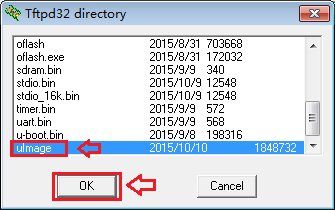 Tftpd32 directory
oflash 2015/8/31 703668
oflash.exe 2015/8/31 172032
sdram.bin 2015/9/9 340
stdio.bin 2015/10/9 12548
stdio_16k.bin 2015/10/9 12548
timer.bin 2015/9/9 572
uart.bin 2015/9/9 568
u-boot.bin 2015/9/8 198316
uImage 2015/10/10 1848732
OK
Cancel